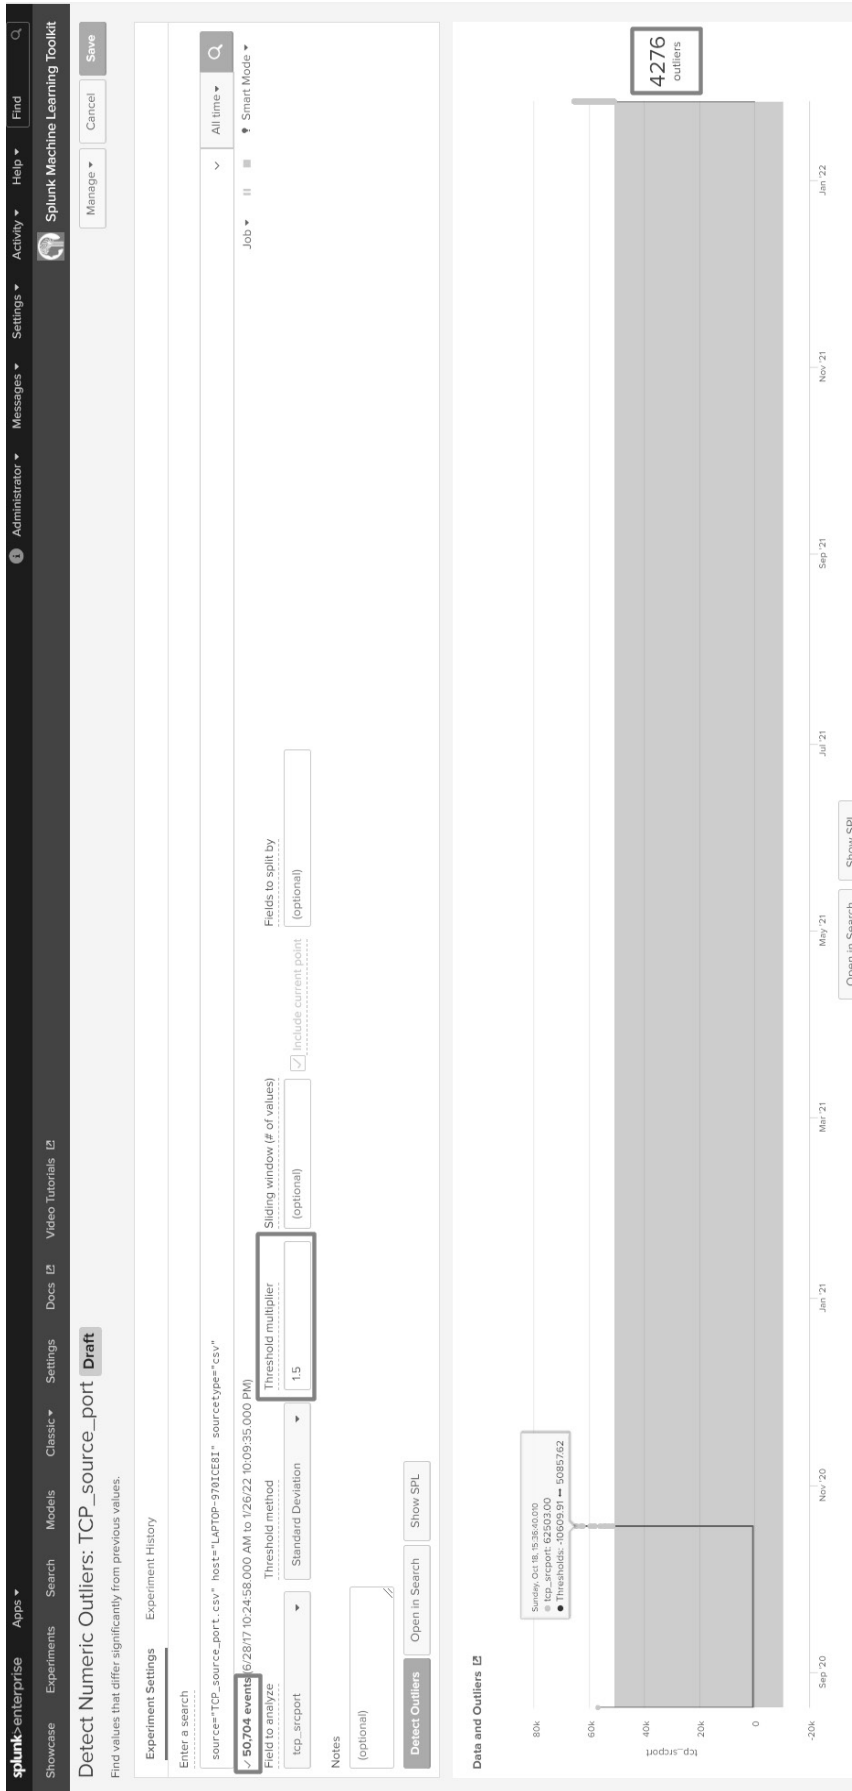 splunk>enterprise Apps ▾ Administrator ▾ Messages ▾ Settings ▾ Activity ▾ Help ▾ Find
Showcase Experiments Search Models Classic ▾ Settings Docs Video Tutorials Splunk Machine Learning Toolkit
Detect Numeric Outliers: TCP_source_port Draft Manage ▾ Cancel Save
Find values that differ significantly from previous values.
Experiment Settings Experiment History
Enter a search
source="TCP_source_port.csv" host="LAPTOP-970ICE8I" sourcetype="csv" All time ▾
✓ 50,704 events (6/28/17 10:24:58.000 AM to 1/26/22 10:09:35.000 PM) Job ▾ Smart Mode ▾
Field to analyze Threshold method Threshold multiplier Sliding window (# of values) Fields to split by
tcp_srcport Standard Deviation 1.5 (optional) Include current point (optional)
Notes
(optional)
Detect Outliers Open in Search Show SPL
Data and Outliers
4276
outliers
Sunday, Oct 18, 15:36:40.010
tcp_srcport: 62503.00
Thresholds: -10609.91 ↔ 50857.62
80k
60k
40k
20k
0
-20k
tcp_srcport
Sep '20 Nov '20 Jan '21 Mar '21 May '21 Jul '21 Sep '21 Nov '21 Jan '22
Open in Search Show SPL